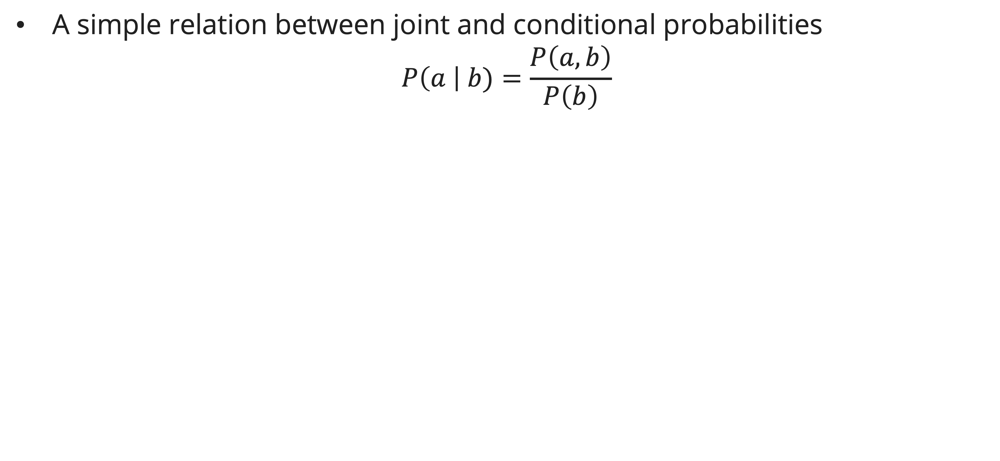 • A simple relation between joint and conditional probabilities
P(a | b) = P(a, b) / P(b)